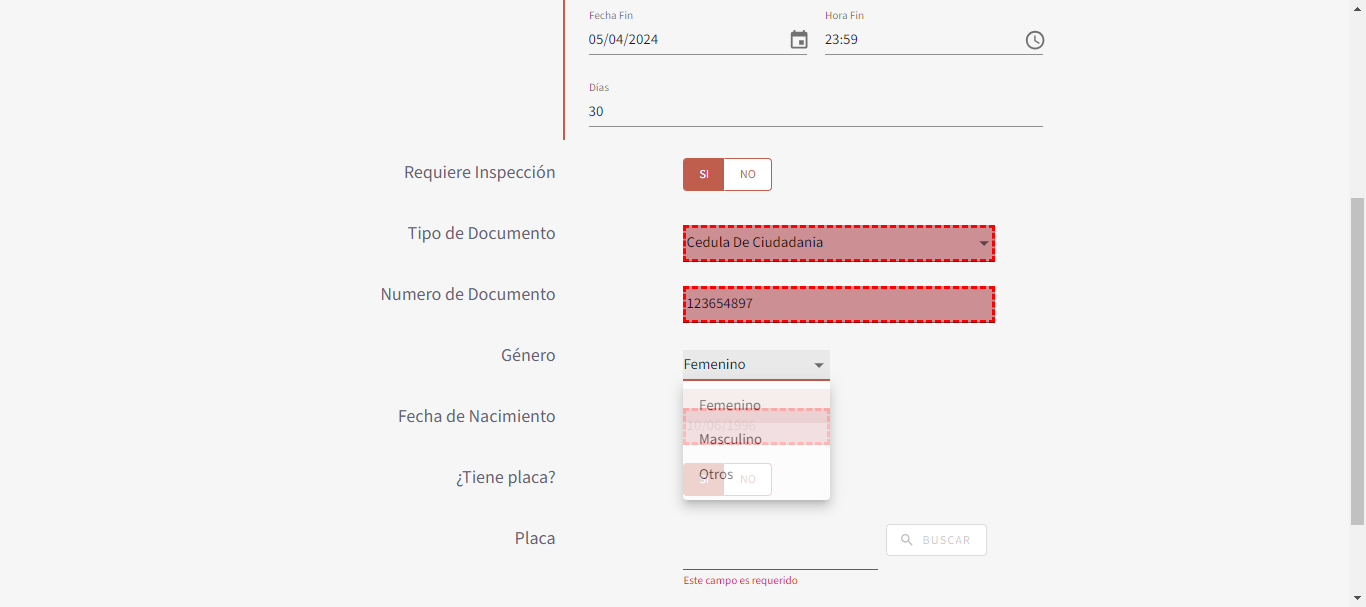 Fecha Fin Hora Fin
05/04/2024 23:59
Días
30
Requiere Inspección SI NO
Tipo de Documento Cedula De Ciudadania
Numero de Documento 123654897
Género Femenino
Femenino
Fecha de Nacimiento 10/06/1996
Masculino
¿Tiene placa? SI NO
Otros
Placa BUSCAR
Este campo es requerido